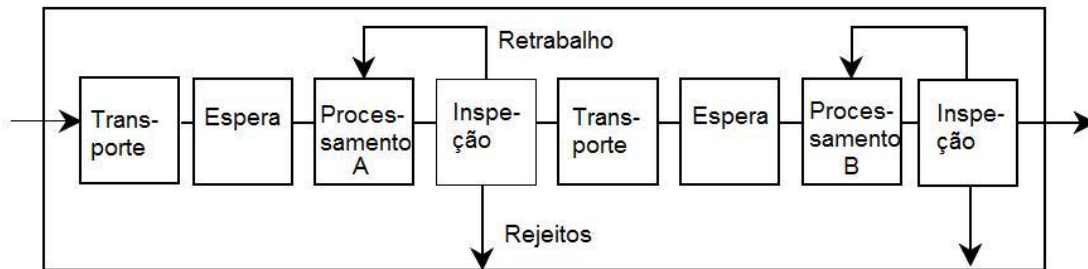 Retrabalho
Trans-
porte
Espera
Proces-
samento
A
Inspe-
ção
Trans-
porte
Espera
Proces-
samento
B
Inspe-
ção
Rejeitos